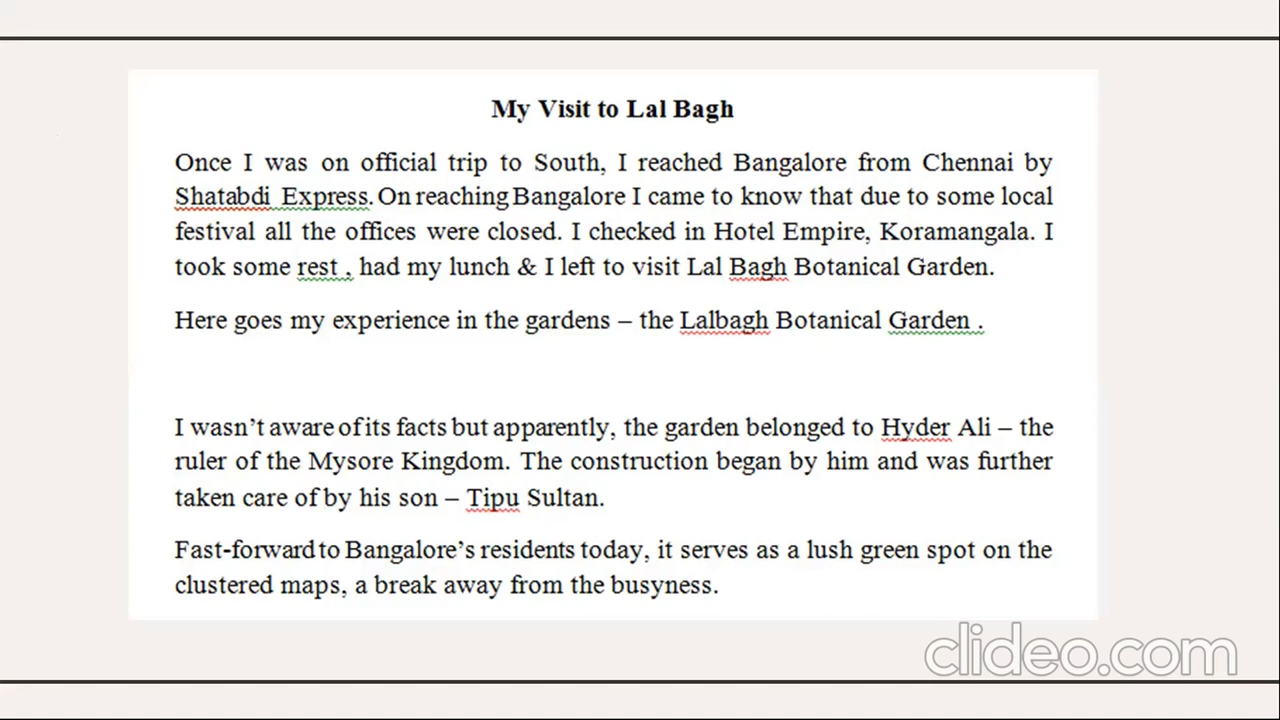 My Visit to Lal Bagh
Once I was on official trip to South, I reached Bangalore from Chennai by
Shatabdi Express. On reaching Bangalore I came to know that due to some local
festival all the offices were closed. I checked in Hotel Empire, Koramangala. I
took some rest , had my lunch & I left to visit Lal Bagh Botanical Garden.
Here goes my experience in the gardens – the Lalbagh Botanical Garden .
I wasn’t aware of its facts but apparently, the garden belonged to Hyder Ali – the
ruler of the Mysore Kingdom. The construction began by him and was further
taken care of by his son – Tipu Sultan.
Fast-forward to Bangalore’s residents today, it serves as a lush green spot on the
clustered maps, a break away from the busyness.
clideo.com